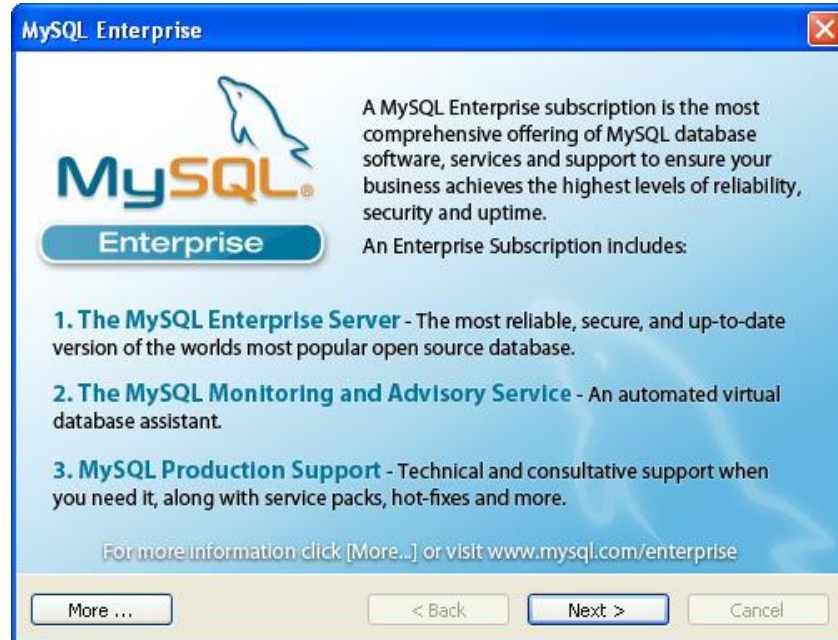 MySQL Enterprise
MySQL®
Enterprise
A MySQL Enterprise subscription is the most
comprehensive offering of MySQL database
software, services and support to ensure your
business achieves the highest levels of reliability,
security and uptime.
An Enterprise Subscription includes:
1. The MySQL Enterprise Server - The most reliable, secure, and up-to-date
version of the worlds most popular open source database.
2. The MySQL Monitoring and Advisory Service - An automated virtual
database assistant.
3. MySQL Production Support - Technical and consultative support when
you need it, along with service packs, hot-fixes and more.
For more information click [More...] or visit www.mysql.com/enterprise
More ...
< Back
Next >
Cancel